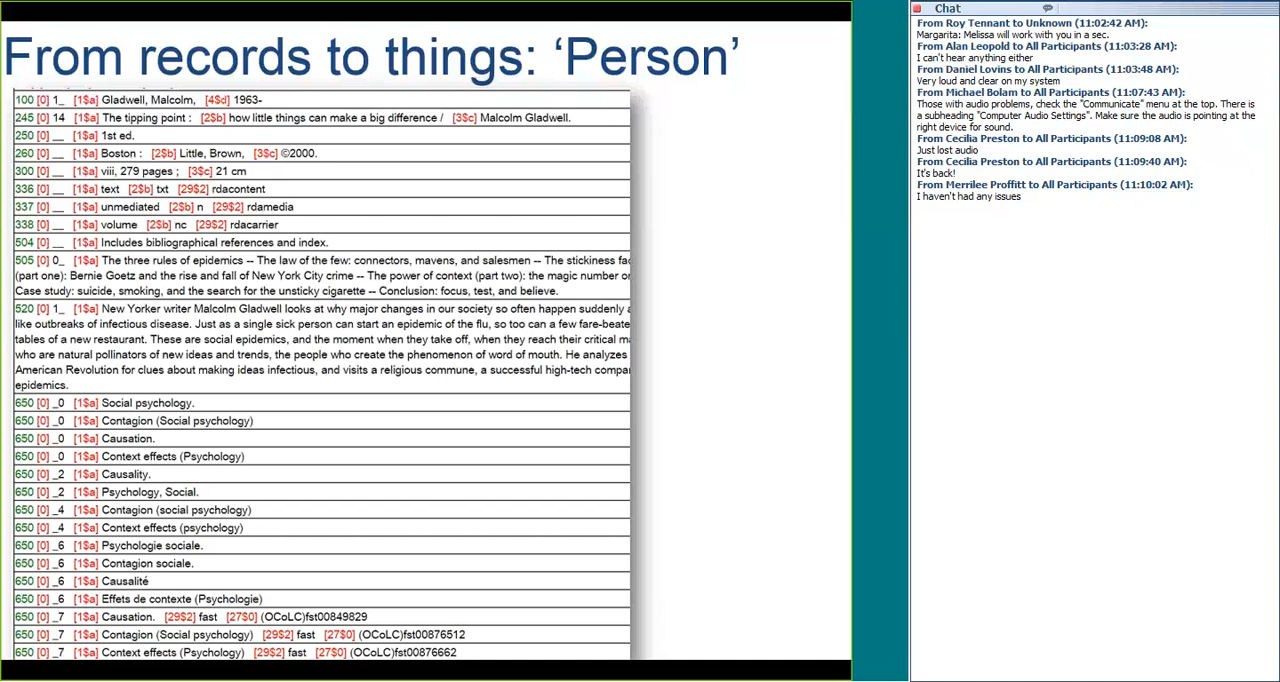 From records to things: ‘Person’
100 [0] 1_ [1$a] Gladwell, Malcolm, [4$d] 1963-
245 [0] 14 [1$a] The tipping point : [2$b] how little things can make a big difference / [3$c] Malcolm Gladwell.
250 [0] __ [1$a] 1st ed.
260 [0] __ [1$a] Boston : [2$b] Little, Brown, [3$c] ©2000.
300 [0] __ [1$a] viii, 279 pages ; [3$c] 21 cm
336 [0] __ [1$a] text [2$b] txt [29$2] rdacontent
337 [0] __ [1$a] unmediated [2$b] n [29$2] rdamedia
338 [0] __ [1$a] volume [2$b] nc [29$2] rdacarrier
504 [0] __ [1$a] Includes bibliographical references and index.
505 [0] 0_ [1$a] The three rules of epidemics -- The law of the few: connectors, mavens, and salesmen -- The stickiness fac
(part one): Bernie Goetz and the rise and fall of New York City crime -- The power of context (part two): the magic number o
Case study: suicide, smoking, and the search for the unsticky cigarette -- Conclusion: focus, test, and believe.
520 [0] 1_ [1$a] New Yorker writer Malcolm Gladwell looks at why major changes in our society so often happen suddenly a
like outbreaks of infectious disease. Just as a single sick person can start an epidemic of the flu, so too can a few fare-beate
tables of a new restaurant. These are social epidemics, and the moment when they take off, when they reach their critical m
who are natural pollinators of new ideas and trends, the people who create the phenomenon of word of mouth. He analyzes
American Revolution for clues about making ideas infectious, and visits a religious commune, a successful high-tech compa
epidemics.
650 [0] _0 [1$a] Social psychology.
650 [0] _0 [1$a] Contagion (Social psychology)
650 [0] _0 [1$a] Causation.
650 [0] _0 [1$a] Context effects (Psychology)
650 [0] _2 [1$a] Causality.
650 [0] _2 [1$a] Psychology, Social.
650 [0] _4 [1$a] Contagion (social psychology)
650 [0] _4 [1$a] Context effects (psychology)
650 [0] _6 [1$a] Psychologie sociale.
650 [0] _6 [1$a] Contagion sociale.
650 [0] _6 [1$a] Causalité
650 [0] _6 [1$a] Effets de contexte (Psychologie)
650 [0] _7 [1$a] Causation. [29$2] fast [27$0] (OCoLC)fst00849829
650 [0] _7 [1$a] Contagion (Social psychology) [29$2] fast [27$0] (OCoLC)fst00876512
650 [0] _7 [1$a] Context effects (Psychology) [29$2] fast [27$0] (OCoLC)fst00876662
Chat
From Roy Tennant to Unknown (11:02:42 AM):
Margarita: Melissa will work with you in a sec.
From Alan Leopold to All Participants (11:03:28 AM):
I can't hear anything either
From Daniel Lovins to All Participants (11:03:48 AM):
Very loud and clear on my system
From Michael Bolam to All Participants (11:07:43 AM):
Those with audio problems, check the "Communicate" menu at the top. There is
a subheading "Computer Audio Settings". Make sure the audio is pointing at the
right device for sound.
From Cecilia Preston to All Participants (11:09:08 AM):
Just lost audio
From Cecilia Preston to All Participants (11:09:40 AM):
It's back!
From Merrilee Proffitt to All Participants (11:10:02 AM):
I haven't had any issues